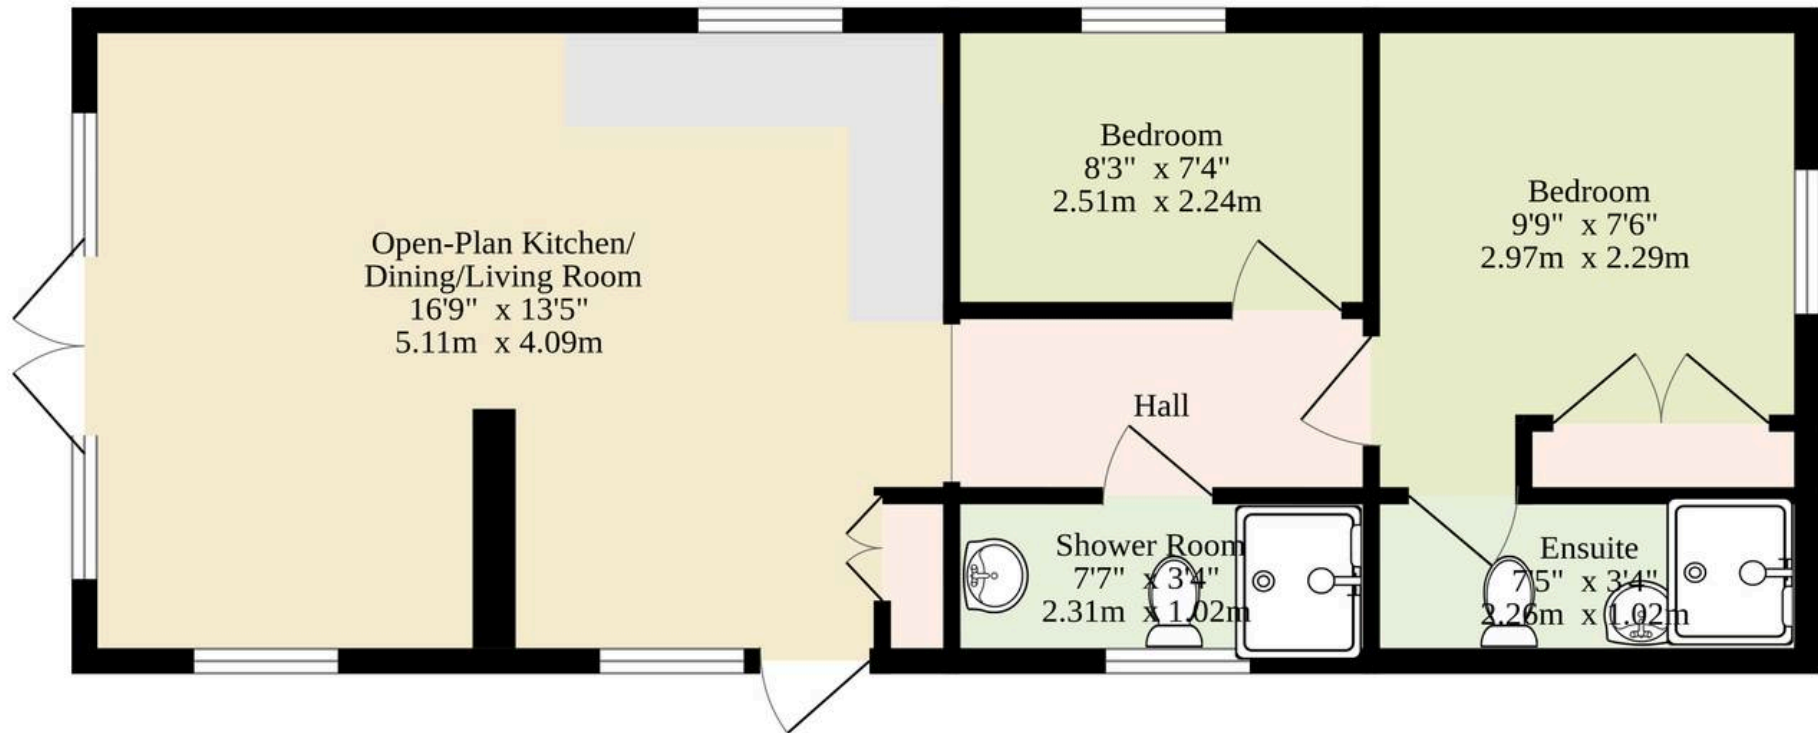 Open-Plan Kitchen/
Dining/Living Room
16'9" x 13'5"
5.11m x 4.09m
Bedroom
8'3" x 7'4"
2.51m x 2.24m
Bedroom
9'9" x 7'6"
2.97m x 2.29m
Hall
Shower Room
7'7" x 3'4"
2.31m x 1.02m
Ensuite
7'5" x 3'4"
2.26m x 1.02m